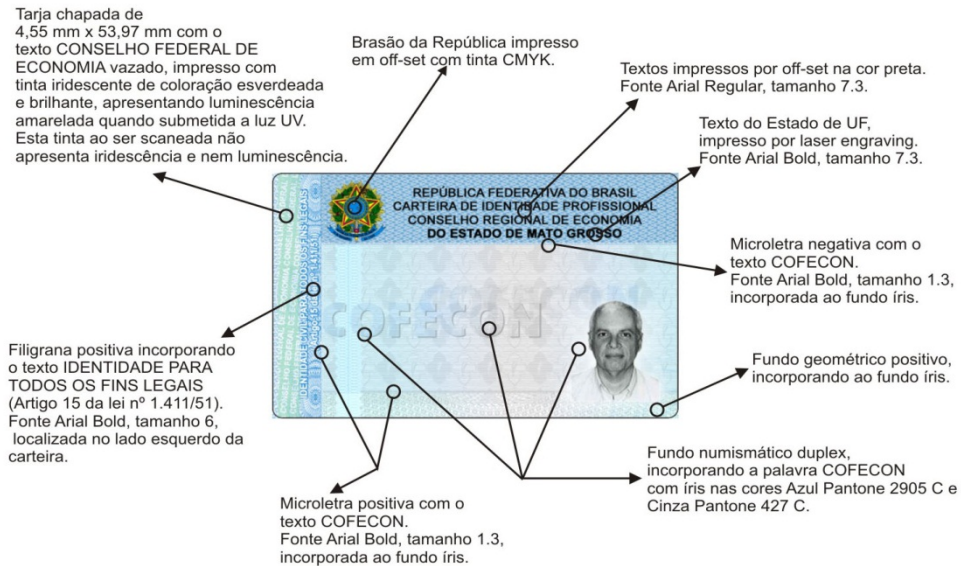 Tarja chapada de
4,55 mm x 53,97 mm com o
texto CONSELHO FEDERAL DE
ECONOMIA vazado, impresso com
tinta iridescente de coloração esverdeada
e brilhante, apresentando luminescência
amarelada quando submetida a luz UV.
Esta tinta ao ser scaneada não
apresenta iridescência e nem luminescência.
Brasão da República impresso
em off-set com tinta CMYK.
Textos impressos por off-set na cor preta.
Fonte Arial Regular, tamanho 7.3.
Texto do Estado de UF,
impresso por laser engraving.
Fonte Arial Bold, tamanho 7.3.
REPÚBLICA FEDERATIVA DO BRASIL
CARTEIRA DE IDENTIDADE PROFISSIONAL
CONSELHO REGIONAL DE ECONOMIA
DO ESTADO DE MATO GROSSO
COFECON
Microletra negativa com o
texto COFECON.
Fonte Arial Bold, tamanho 1.3,
incorporada ao fundo íris.
Filigrana positiva incorporando
o texto IDENTIDADE PARA
TODOS OS FINS LEGAIS
(Artigo 15 da lei nº 1.411/51).
Fonte Arial Bold, tamanho 6,
localizada no lado esquerdo da
carteira.
Fundo geométrico positivo,
incorporando ao fundo íris.
Fundo numismático duplex,
incorporando a palavra COFECON
com íris nas cores Azul Pantone 2905 C e
Cinza Pantone 427 C.
Microletra positiva com o
texto COFECON.
Fonte Arial Bold, tamanho 1.3,
incorporada ao fundo íris.